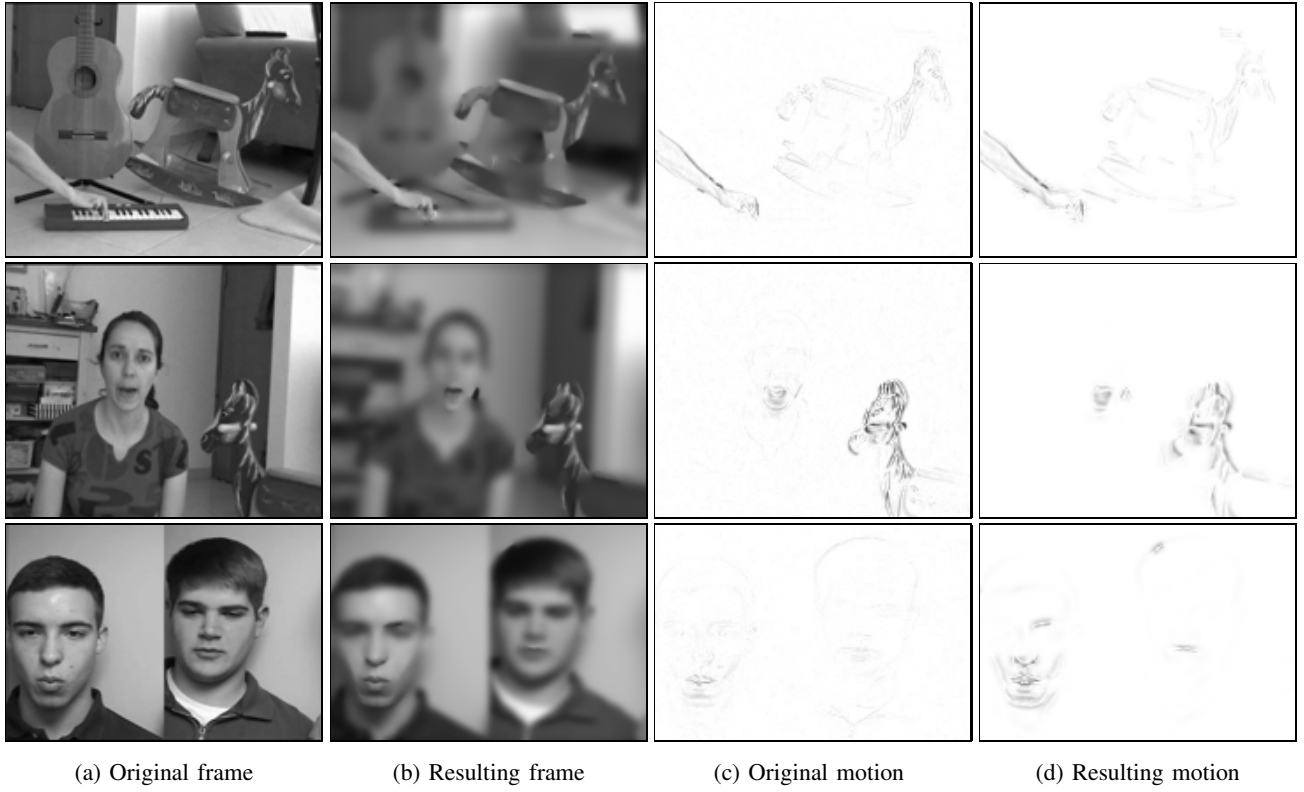 (a) Original frame
(b) Resulting frame
(c) Original motion
(d) Resulting motion